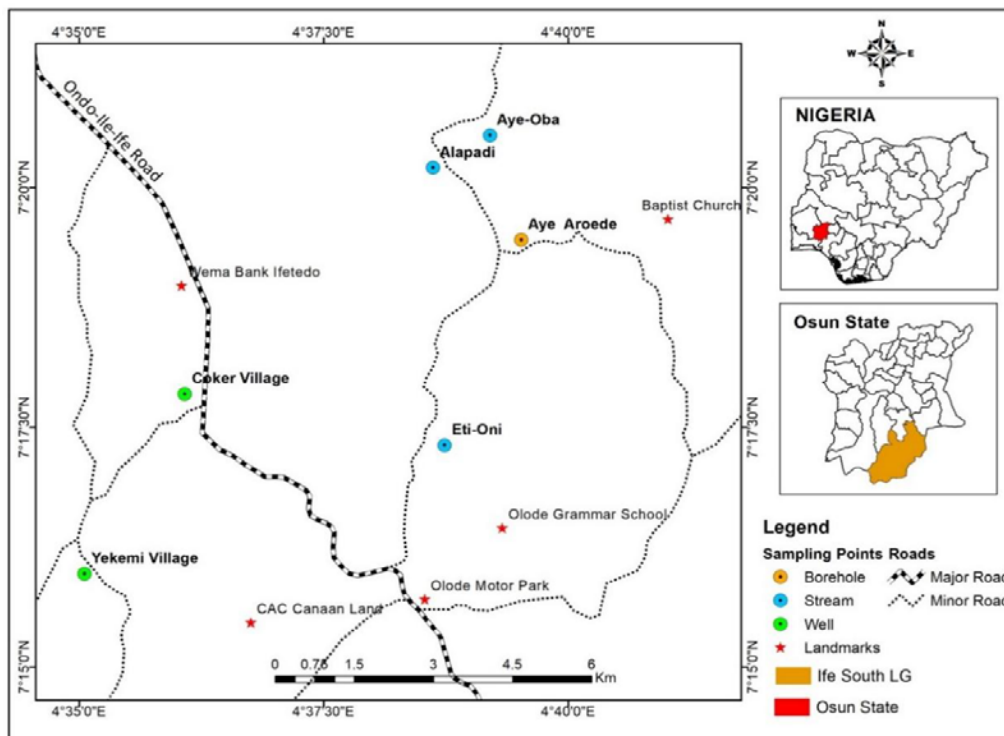 4°35'0"E 4°37'30"E 4°40'0"E
N
W E
S
Ondo-Ile-Ife Road
Aye-Oba
Alapadi
7°20'0"N 7°20'0"N
Baptist Church
Aye Aroede
Wema Bank Ifetedo
Coker Village
7°17'30"N 7°17'30"N
Eti-Oni
Olode Grammar School
Yekemi Village
Olode Motor Park
CAC Canaan Land
0 0.75 1.5 3 4.5 6
Km
7°15'0"N 7°15'0"N
4°35'0"E 4°37'30"E 4°40'0"E
NIGERIA
Osun State
Legend
Sampling Points Roads
Borehole Major Road
Stream Minor Road
Well
Landmarks
Ife South LG
Osun State